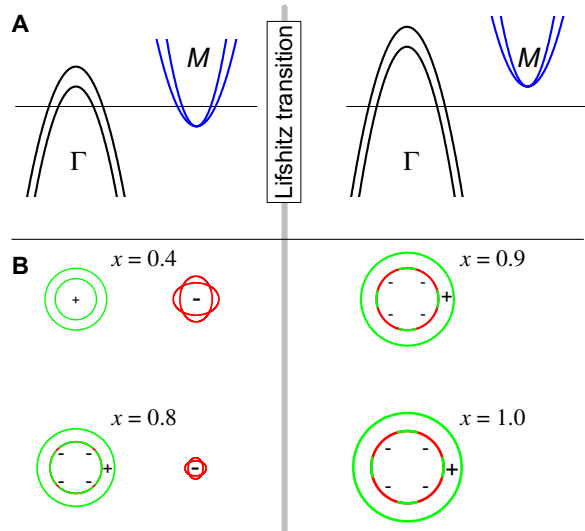 A
M
Γ
Lifshitz transition
M
Γ
B
x = 0.4
+
-
x = 0.9
- -
- -
+
x = 0.8
- -
- -
+
-
x = 1.0
- -
- -
+